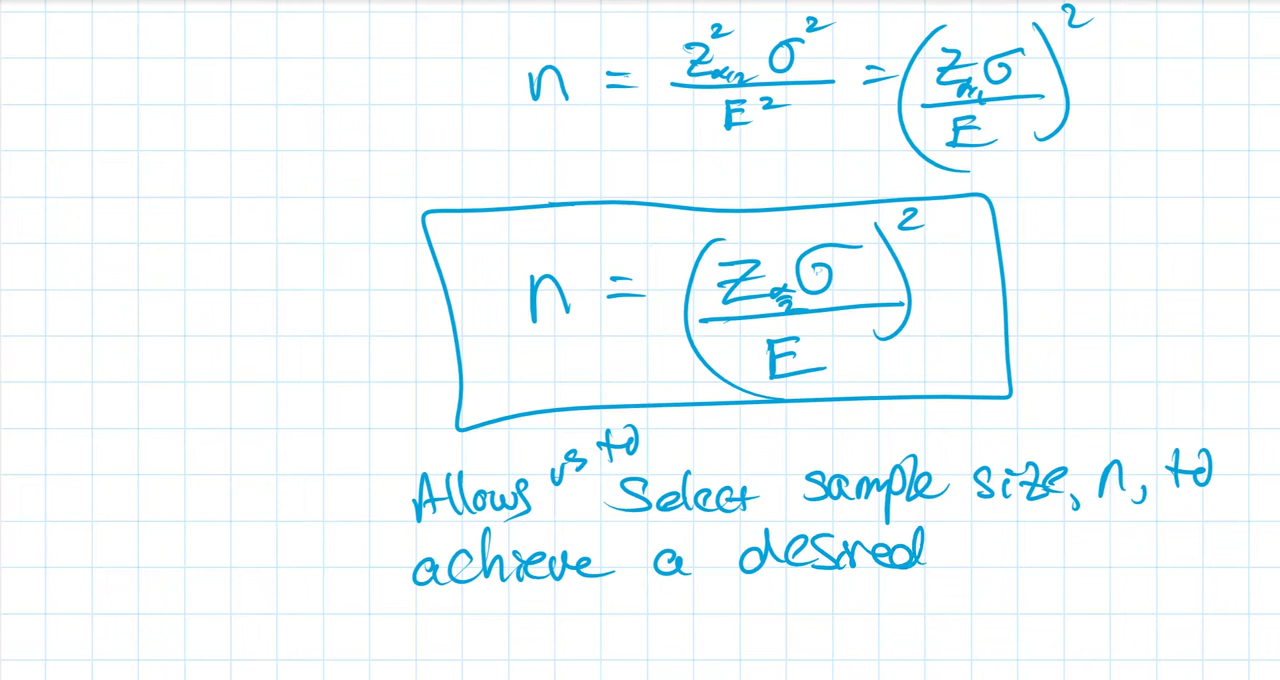 n = Z²α/2 σ² / E² = (Zα/2 σ / E)²
n = (Zα/2 σ / E)²
Allows us to select sample size, n, to
achieve a desired